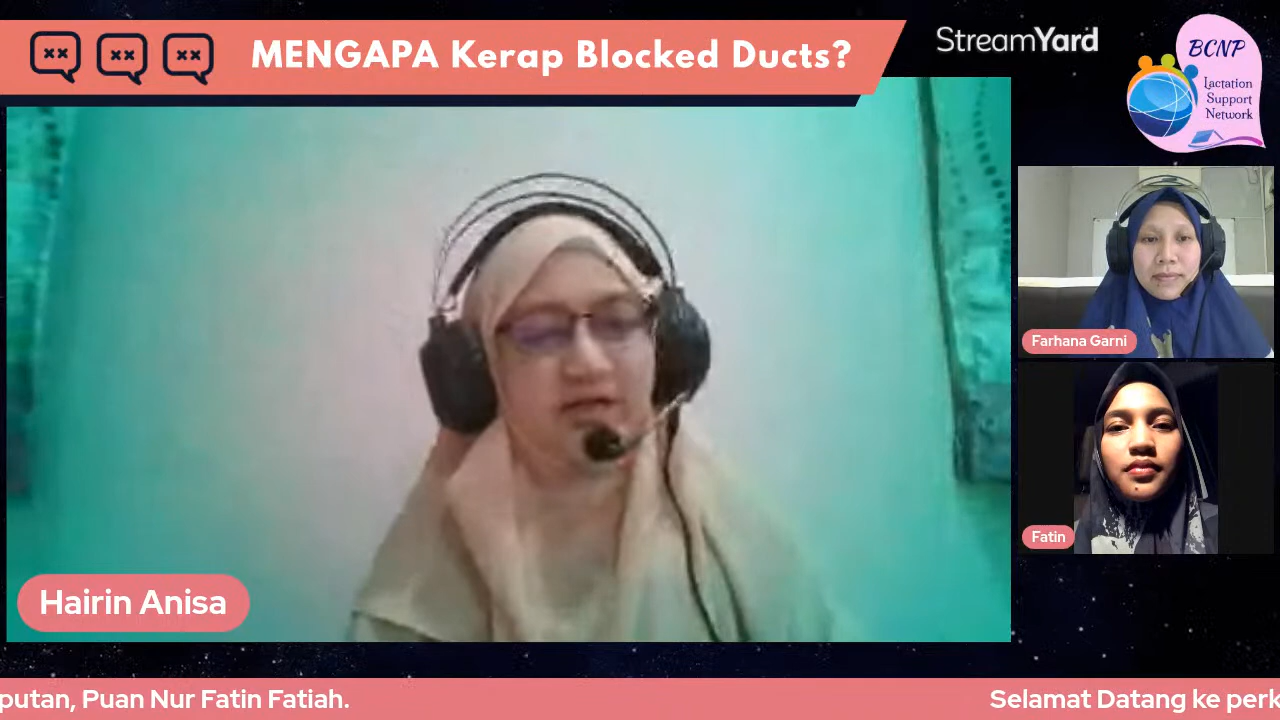 MENGAPA Kerap Blocked Ducts?
StreamYard
BCNP
Lactation
Support
Network
Farhana Garni
Fatin
Hairin Anisa
putan, Puan Nur Fatin Fatiah.
Selamat Datang ke perk